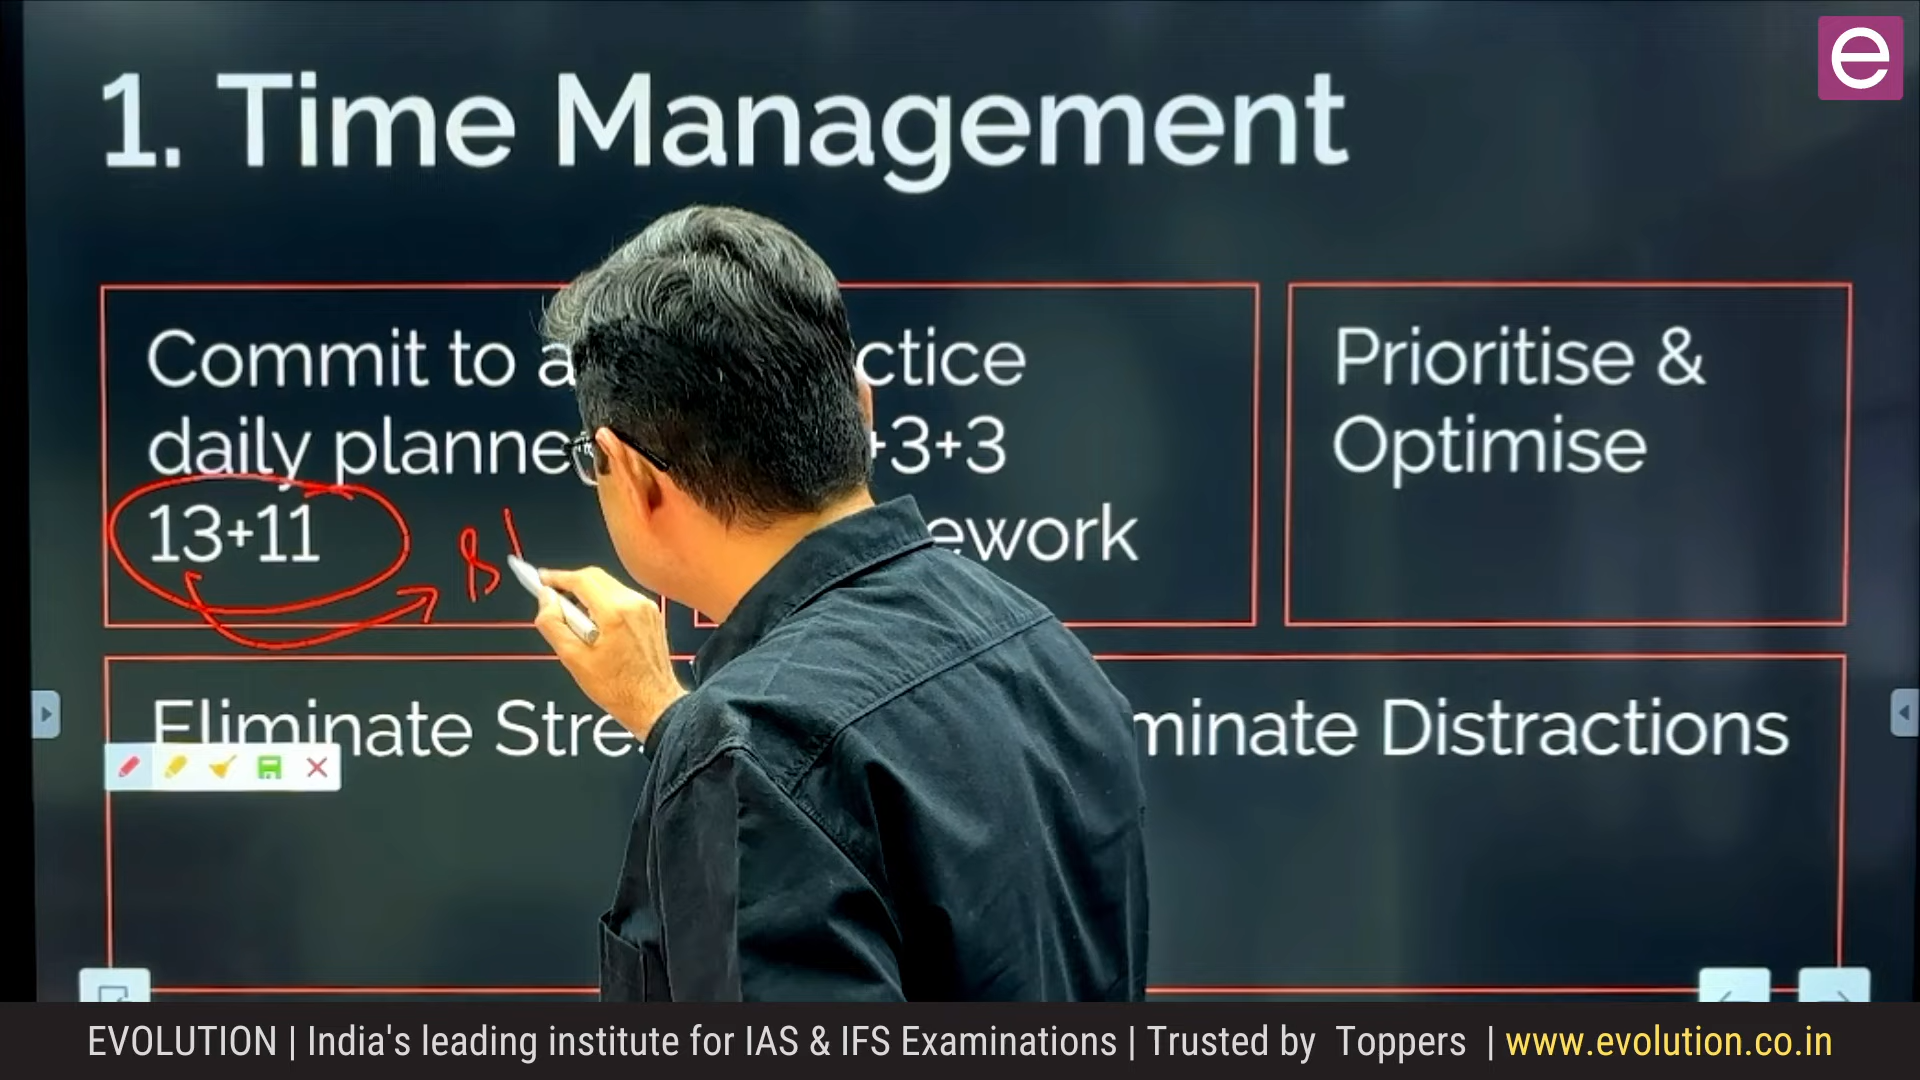 e
1. Time Management
Commit to a
daily planne
13+11
8
ctice
+3+3
ework
Prioritise &
Optimise
Eliminate Stre
minate Distractions
EVOLUTION | India's leading institute for IAS & IFS Examinations | Trusted by Toppers | www.evolution.co.in